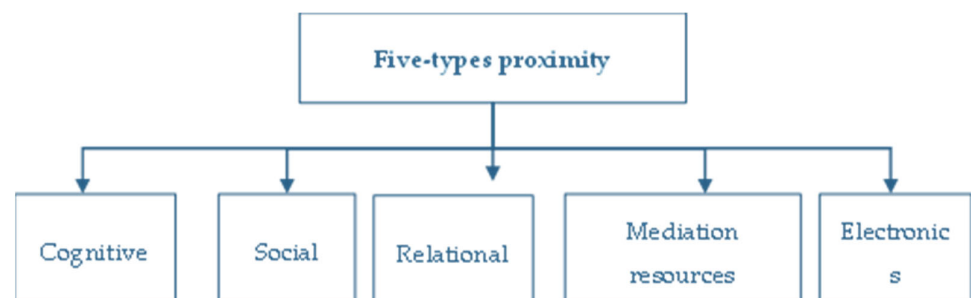 Five-types proximity
Cognitive
Social
Relational
Mediation
resources
Electronic
s